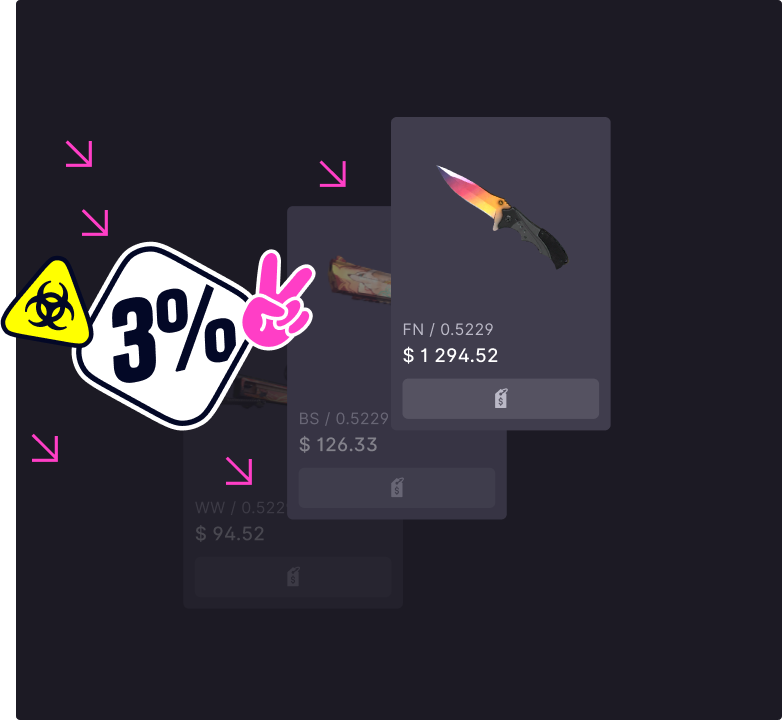 3%
FN / 0.5229
$ 1 294.52
$
BS / 0.5229
$ 126.33
$
WW / 0.522
$ 94.52
$